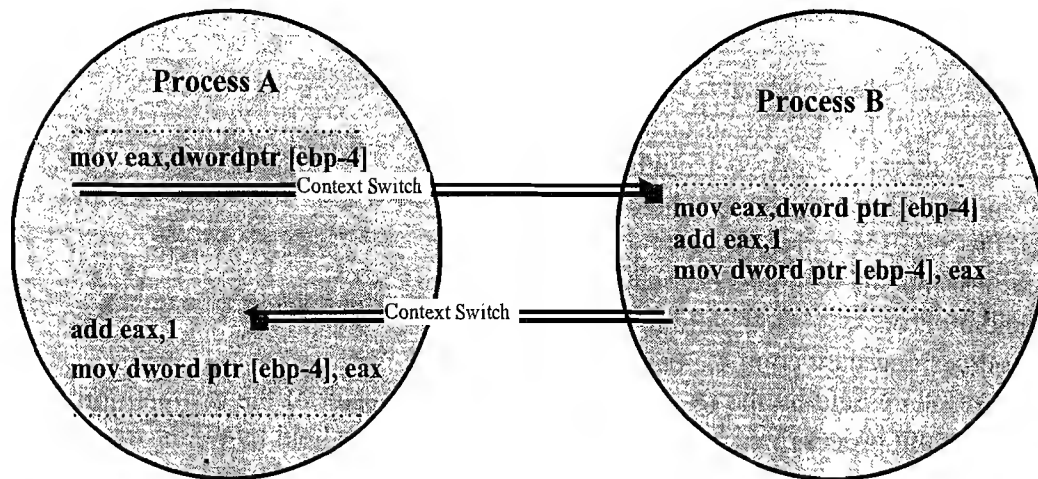 Process A
mov eax,dwordptr [ebp-4]
Context Switch
Process B
mov eax,dword ptr [ebp-4]
add eax,1
mov dword ptr [ebp-4], eax
Context Switch
add eax,1
mov dword ptr [ebp-4], eax